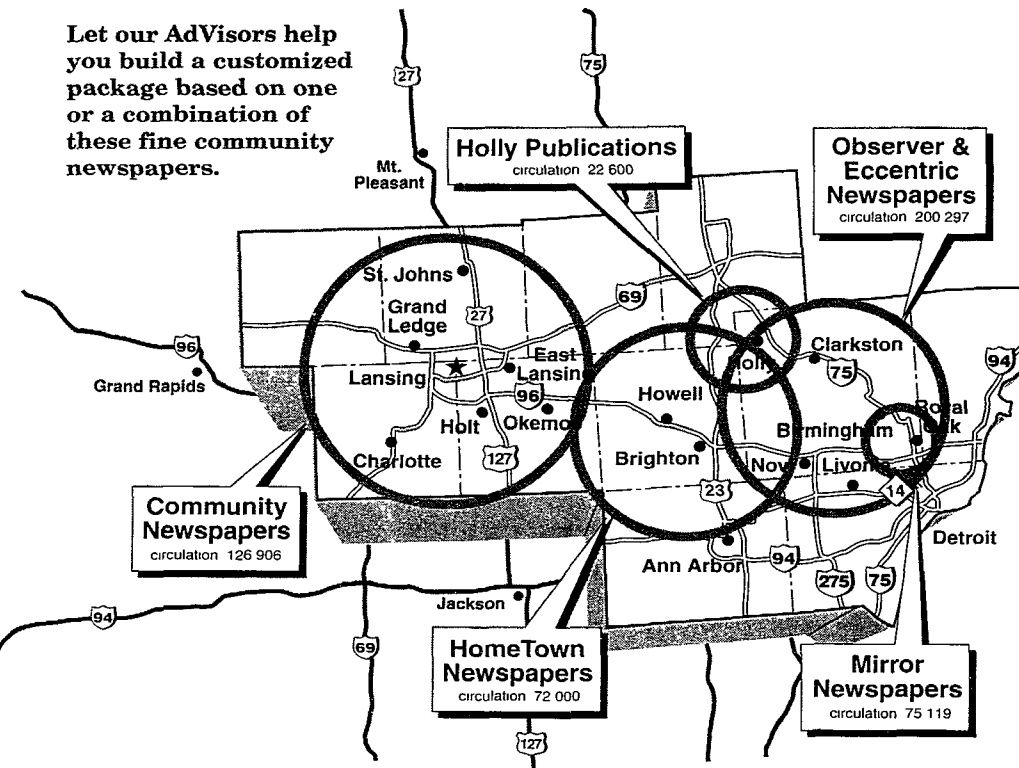 Let our AdVisors help
you build a customized
package based on one
or a combination of
these fine community
newspapers.
27
75
Mt.
Pleasant
Holly Publications
circulation 22 600
Observer &
Eccentric
Newspapers
circulation 200 297
St. Johns
69
Grand
Ledge
27
96
Grand Rapids
Lansing
East
Lansing
96
Holt
Okemos
Charlotte
127
Holly
Clarkston
75
94
Howell
Royal
Oak
Birmingham
Brighton
Novi
Livonia
23
14
Detroit
Ann Arbor
94
275
75
Community
Newspapers
circulation 126 906
Jackson
94
69
HomeTown
Newspapers
circulation 72 000
Mirror
Newspapers
circulation 75 119
127